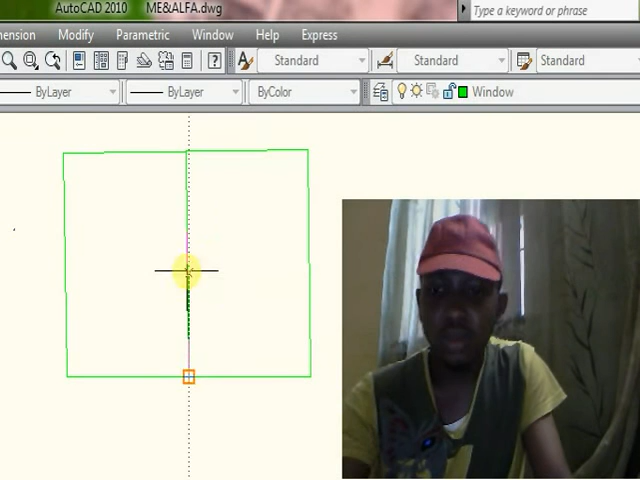 AutoCAD 2010 ME&ALFA.dwg
Type a keyword or phrase
Modify Parametric Window Help Express
Standard Standard Standard
ByLayer ByLayer ByColor Window